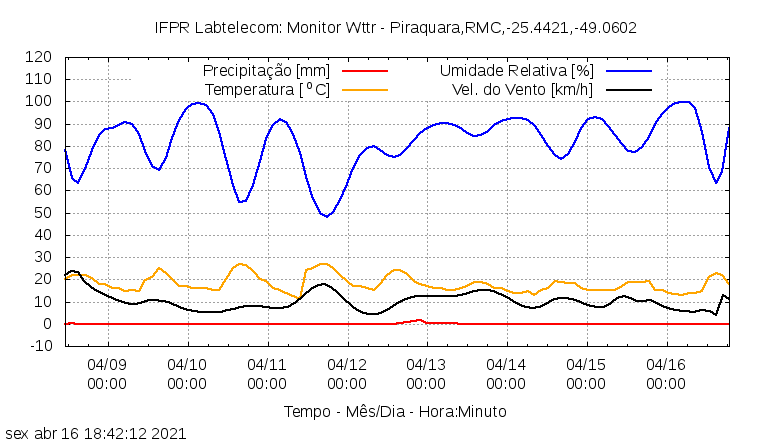 IFPR Labtelecom: Monitor Wttr - Piraquara,RMC,-25.4421,-49.0602
Precipitação [mm]
Temperatura [ ⁰C]
Umidade Relativa [%]
Vel. do Vento [km/h]
120
110
100
90
80
70
60
50
40
30
20
10
0
-10
04/09 04/10 04/11 04/12 04/13 04/14 04/15 04/16
00:00 00:00 00:00 00:00 00:00 00:00 00:00 00:00
Tempo - Mês/Dia - Hora:Minuto
sex abr 16 18:42:12 2021